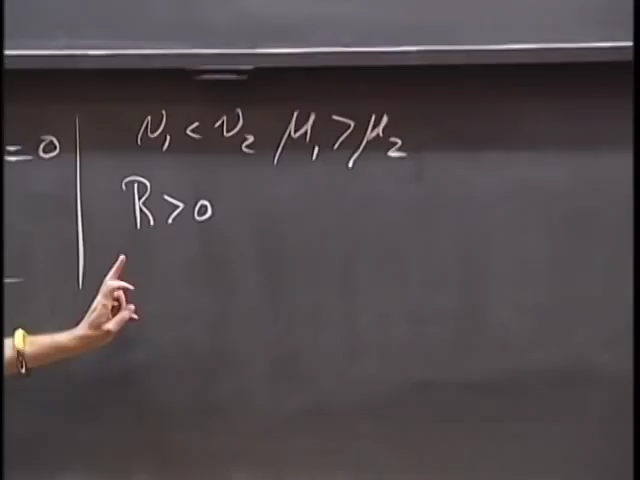 = 0
ν₁ < ν₂ μ₁ > μ₂
R > 0